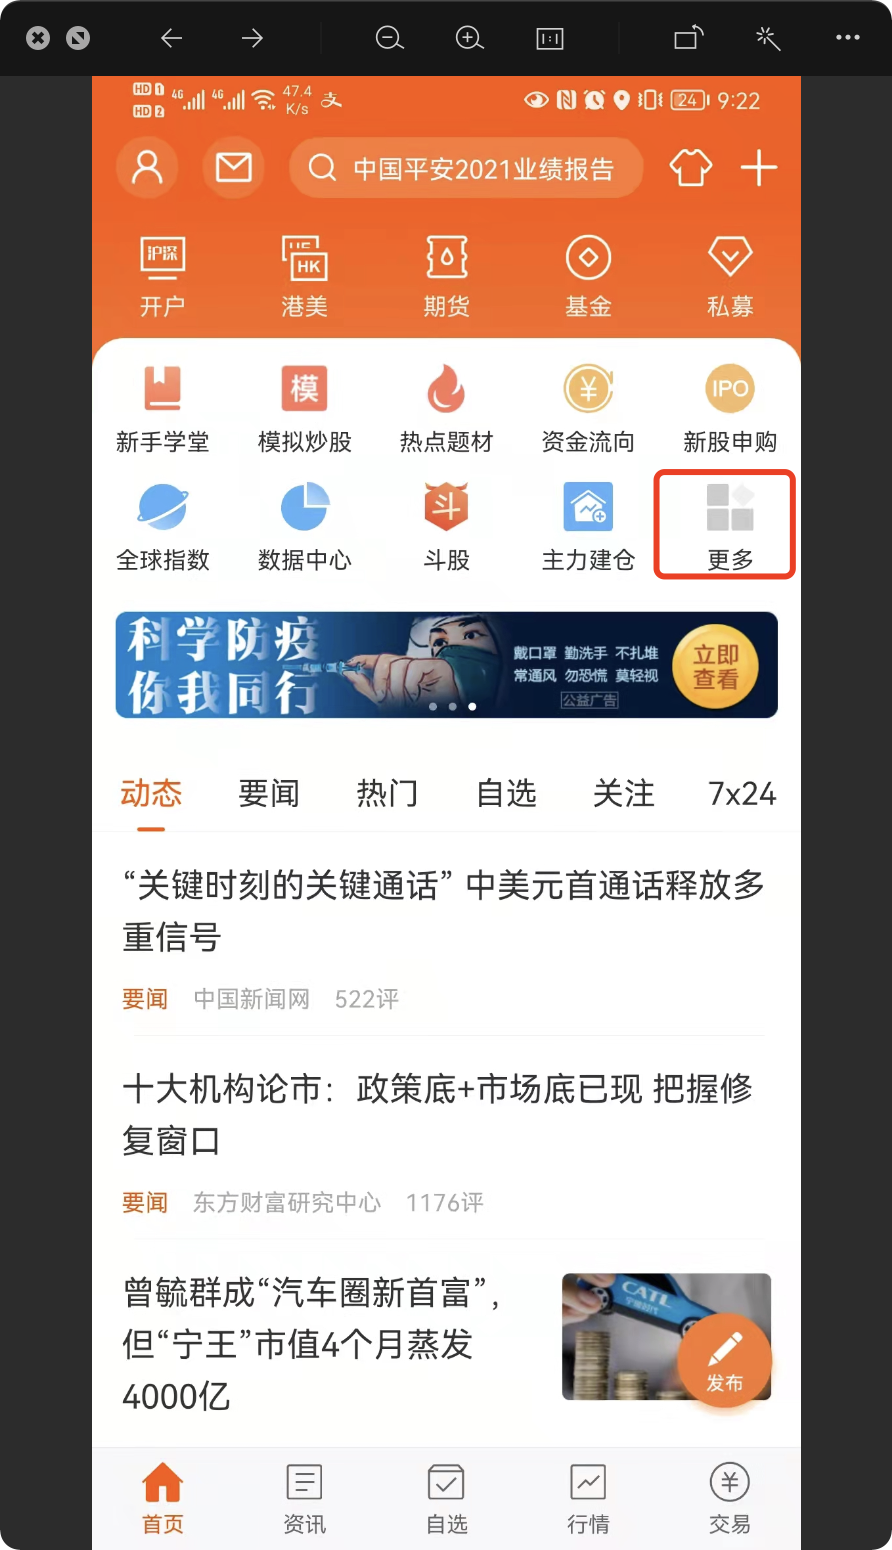 1:1
HD 1 4G 4G 47.4
HD 2 K/s 支 24 9:22
中国平安2021业绩报告
沪深 HK
开户 港美 期货 基金 私募
模 ¥ IPO
新手学堂 模拟炒股 热点题材 资金流向 新股申购
斗
全球指数 数据中心 斗股 主力建仓 更多
科学防疫
你我同行
戴口罩 勤洗手 不扎堆
常通风 勿恐慌 莫轻视
公益广告
立即
查看
动态 要闻 热门 自选 关注 7x24
“关键时刻的关键通话” 中美元首通话释放多
重信号
要闻 中国新闻网 522评
十大机构论市：政策底+市场底已现 把握修
复窗口
要闻 东方财富研究中心 1176评
曾毓群成“汽车圈新首富”，
但“宁王”市值4个月蒸发
4000亿
CATL
宁德时代
发布
¥
首页 资讯 自选 行情 交易